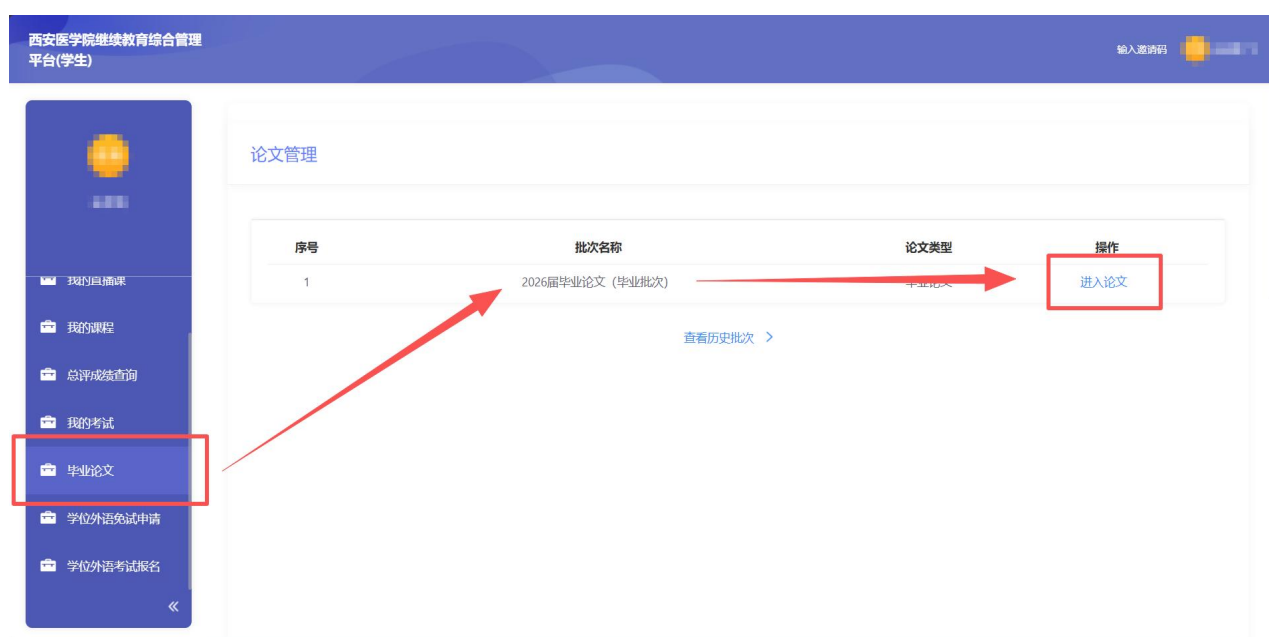 西安医学院继续教育综合管理
平台(学生)
输入邀请码
论文管理
序号 批次名称 论文类型 操作
1 2026届毕业论文（毕业批次） 毕业论文 进入论文
查看历史批次
我的直播课
我的课程
总评成绩查询
我的考试
毕业论文
学位外语免试申请
学位外语考试报名